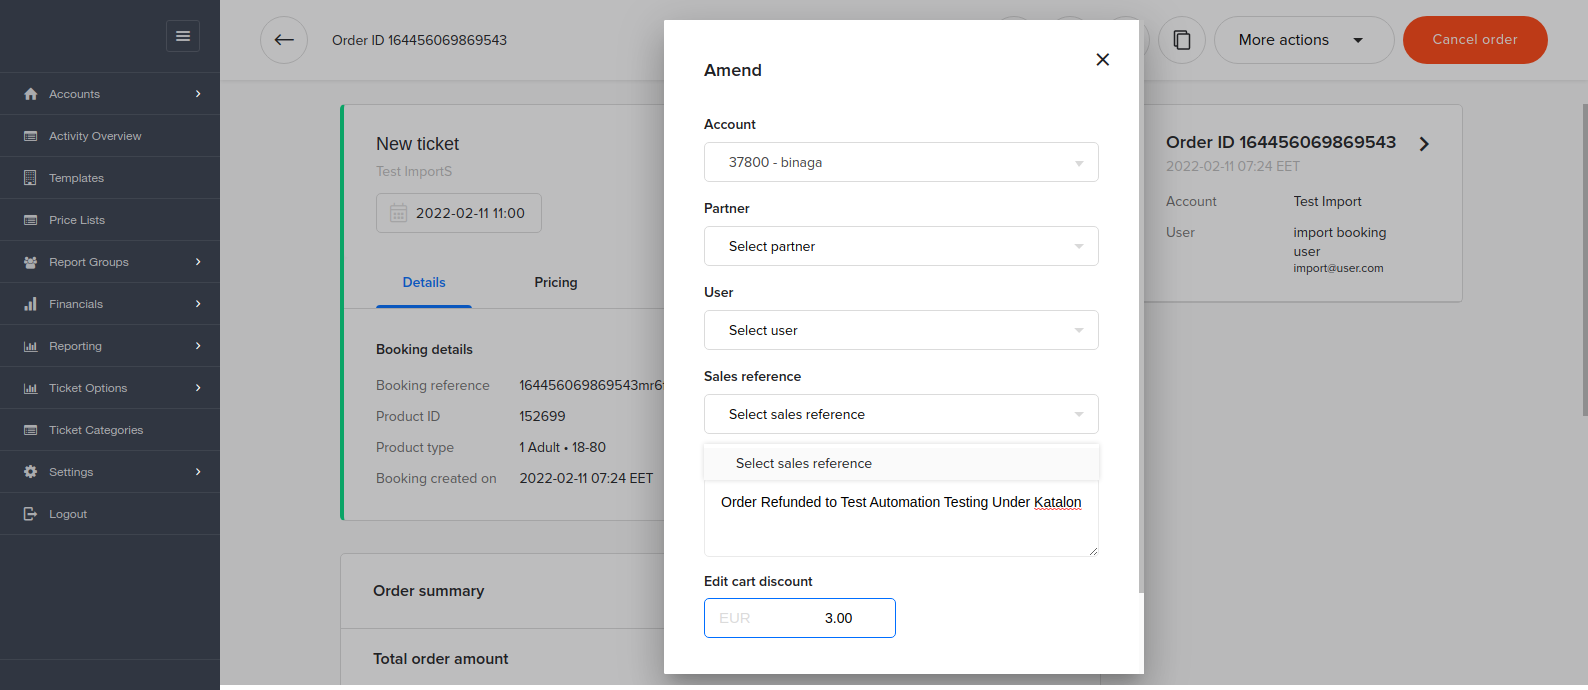 Accounts
Activity Overview
Templates
Price Lists
Report Groups
Financials
Reporting
Ticket Options
Ticket Categories
Settings
Logout
Order ID 164456069869543
More actions
Cancel order
New ticket
Test ImportS
2022-02-11 11:00
Details
Pricing
Booking details
Booking reference 164456069869543mr6
Product ID 152699
Product type 1 Adult • 18-80
Booking created on 2022-02-11 07:24 EET
Order summary
Total order amount
Amend
Account
37800 - binaga
Partner
Select partner
User
Select user
Sales reference
Select sales reference
Select sales reference
Order Refunded to Test Automation Testing Under Katalon
Edit cart discount
EUR 3.00
Order ID 164456069869543
2022-02-11 07:24 EET
Account Test Import
User import booking
user
import@user.com